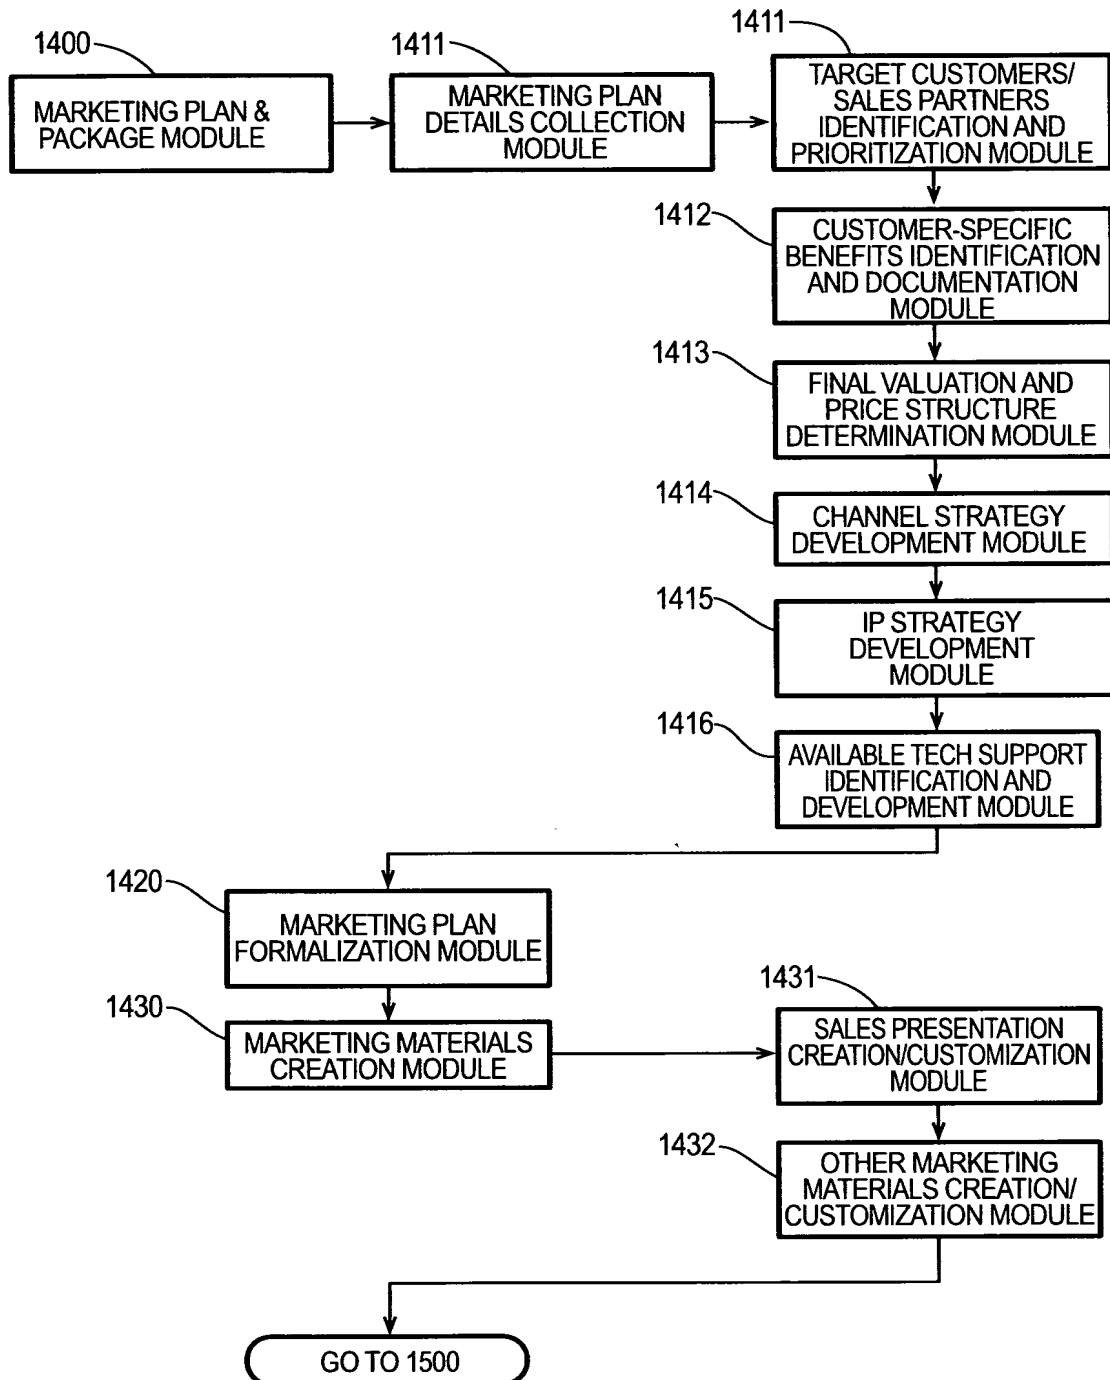 1400
MARKETING PLAN &
PACKAGE MODULE
1411
MARKETING PLAN
DETAILS COLLECTION
MODULE
1411
TARGET CUSTOMERS/
SALES PARTNERS
IDENTIFICATION AND
PRIORITIZATION MODULE
1412
CUSTOMER-SPECIFIC
BENEFITS IDENTIFICATION
AND DOCUMENTATION
MODULE
1413
FINAL VALUATION AND
PRICE STRUCTURE
DETERMINATION MODULE
1414
CHANNEL STRATEGY
DEVELOPMENT MODULE
1415
IP STRATEGY
DEVELOPMENT
MODULE
1416
AVAILABLE TECH SUPPORT
IDENTIFICATION AND
DEVELOPMENT MODULE
1420
MARKETING PLAN
FORMALIZATION MODULE
1430
MARKETING MATERIALS
CREATION MODULE
1431
SALES PRESENTATION
CREATION/CUSTOMIZATION
MODULE
1432
OTHER MARKETING
MATERIALS CREATION/
CUSTOMIZATION MODULE
GO TO 1500